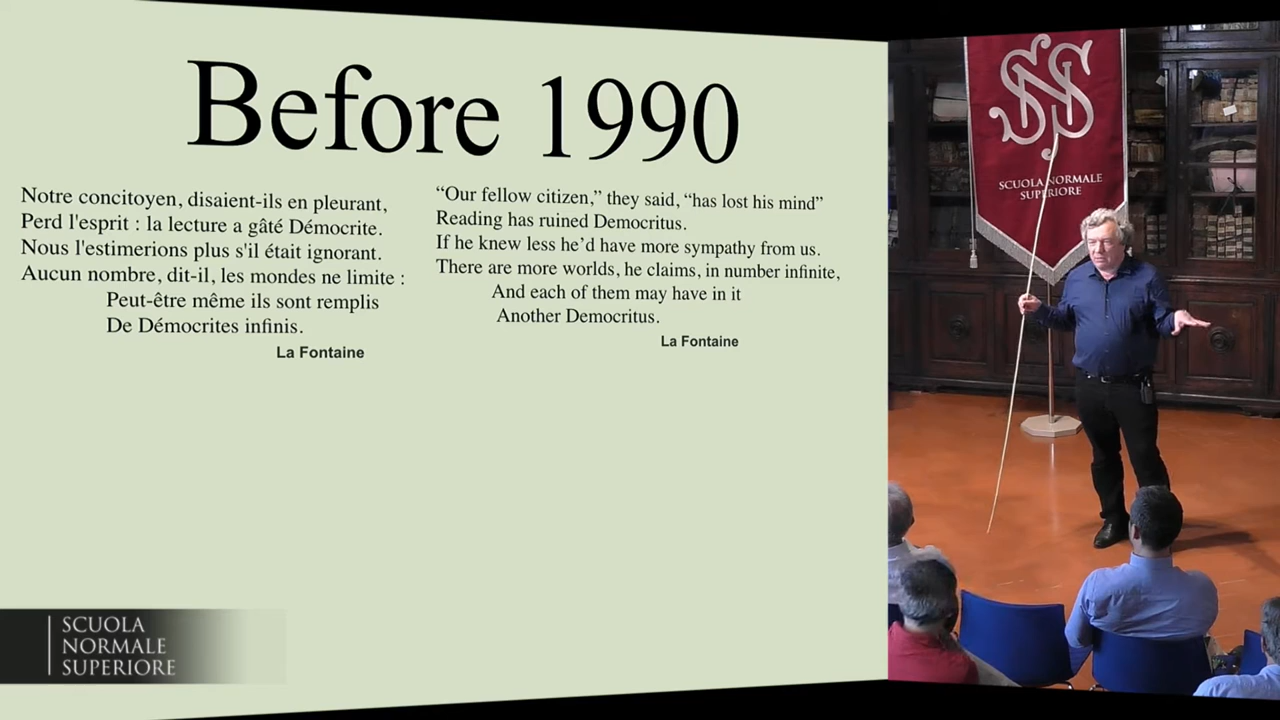 Before 1990
Notre concitoyen, disaient-ils en pleurant,
Perd l'esprit : la lecture a gâté Démocrite.
Nous l'estimerions plus s'il était ignorant.
Aucun nombre, dit-il, les mondes ne limite :
Peut-être même ils sont remplis
De Démocrites infinis.
La Fontaine
“Our fellow citizen,” they said, “has lost his mind”
Reading has ruined Democritus.
If he knew less he’d have more sympathy from us.
There are more worlds, he claims, in number infinite,
And each of them may have in it
Another Democritus.
La Fontaine
SNS
SCUOLA NORMALE
SUPERIORE
SCUOLA
NORMALE
SUPERIORE